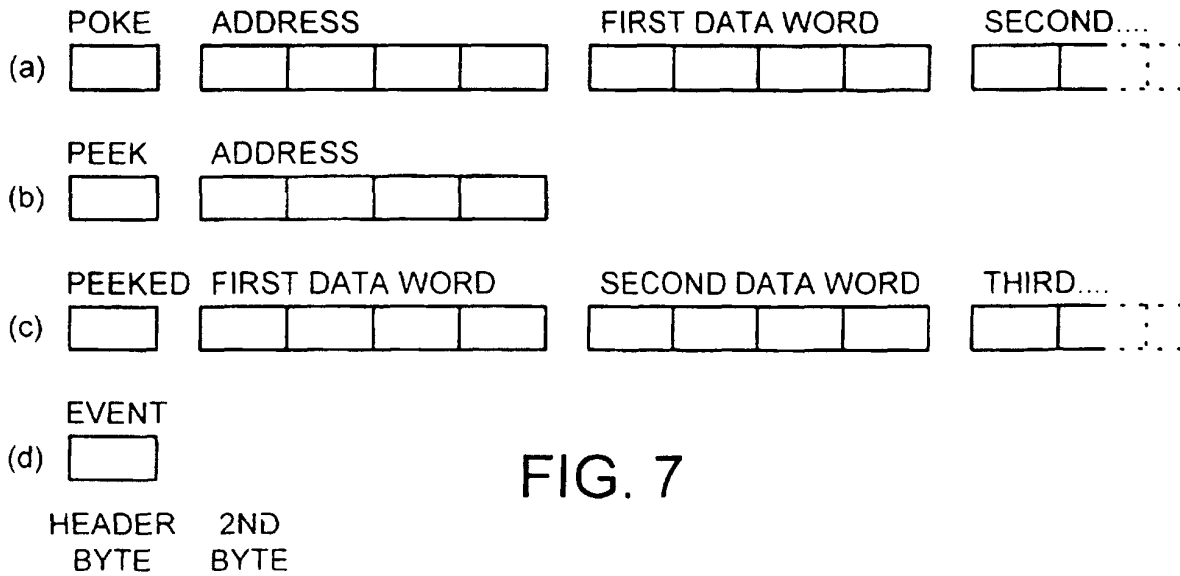 POKE ADDRESS FIRST DATA WORD SECOND....
(a)
PEEK ADDRESS
(b)
PEEKED FIRST DATA WORD SECOND DATA WORD THIRD....
(c)
EVENT
(d)
FIG. 7
HEADER 2ND
BYTE BYTE